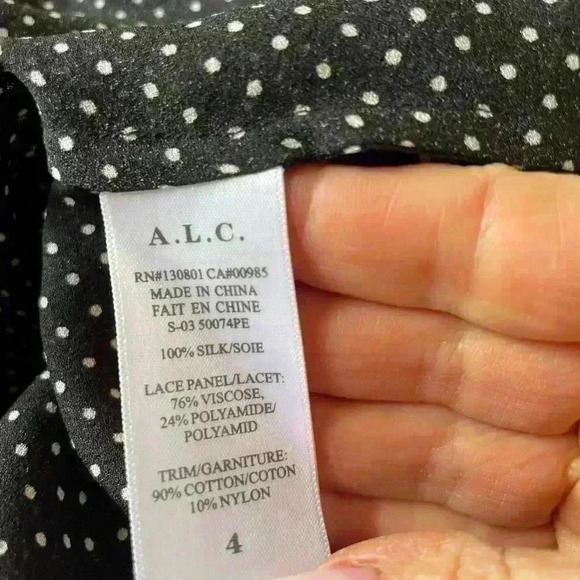 A.L.C.
RN#130801 CA#00985
MADE IN CHINA
FAIT EN CHINE
S-03 50074PE
100% SILK/SOIE
LACE PANEL/LACET:
76% VISCOSE,
24% POLYAMIDE/
POLYAMID
TRIM/GARNITURE:
90% COTTON/COTON
10% NYLON
4